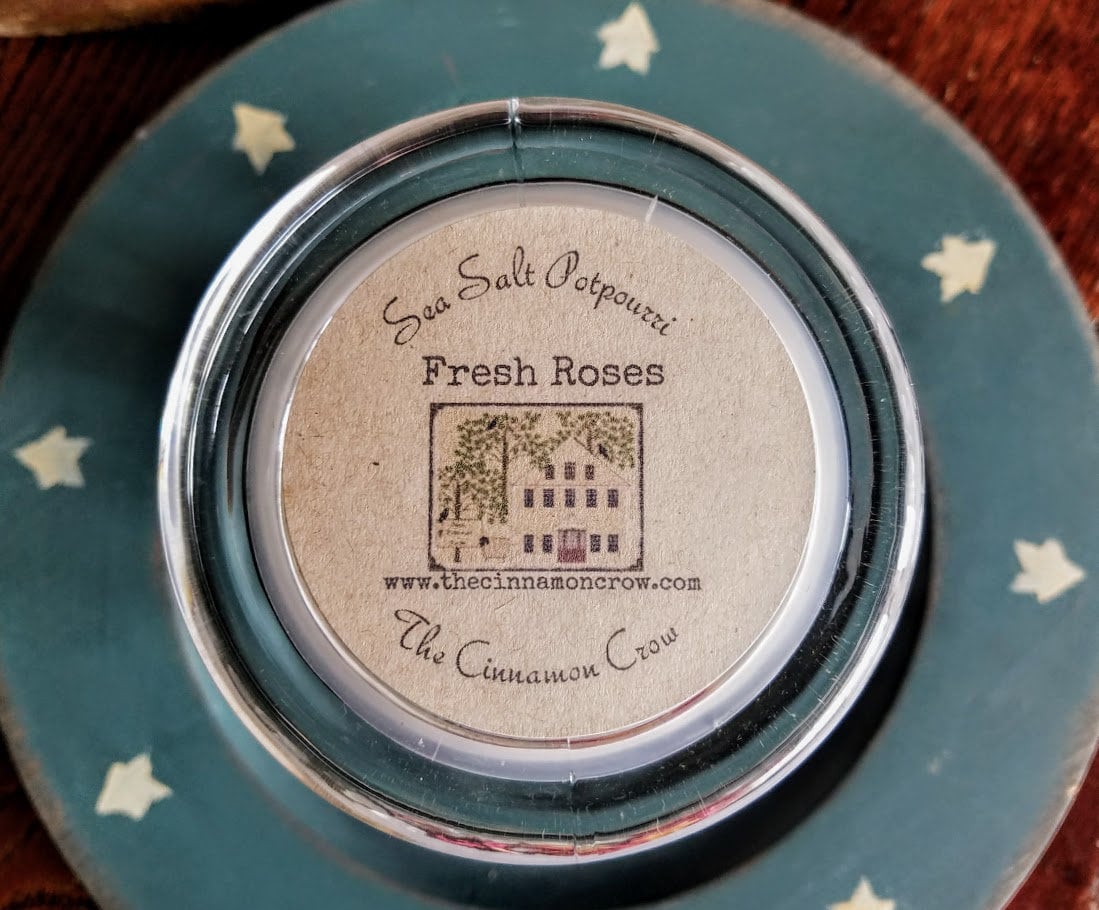 Sea Salt Potpourri
Fresh Roses
www.thecinnamoncrow.com
The Cinnamon Crow